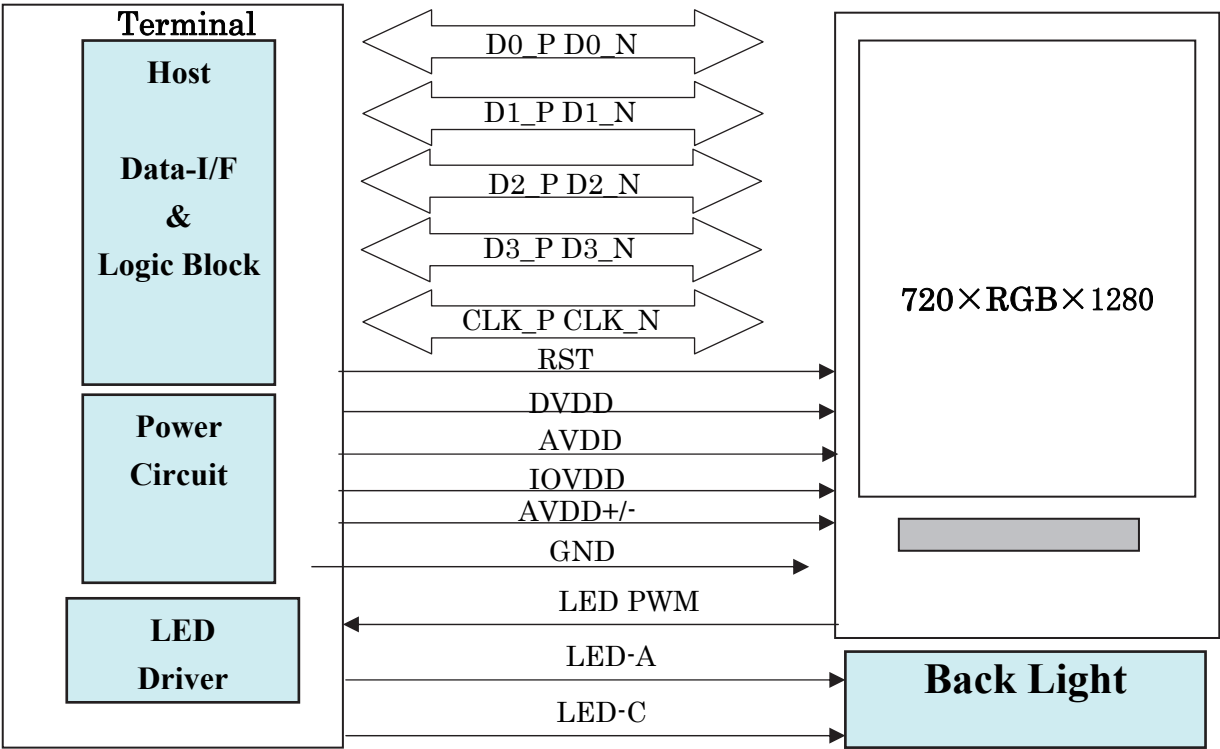 Terminal
Host
Data-I/F
&
Logic Block
Power
Circuit
LED
Driver
D0_P D0_N
D1_P D1_N
D2_P D2_N
D3_P D3_N
CLK_P CLK_N
RST
DVDD
AVDD
IOVDD
AVDD+/-
GND
LED PWM
LED-A
LED-C
720×RGB×1280
Back Light